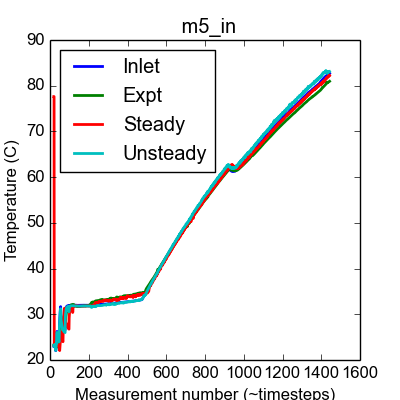 m5_in
90
80
70
60
50
40
30
20
Temperature (C)
Inlet
Expt
Steady
Unsteady
0 200 400 600 800 1000 1200 1400 1600
Measurement number (~timesteps)